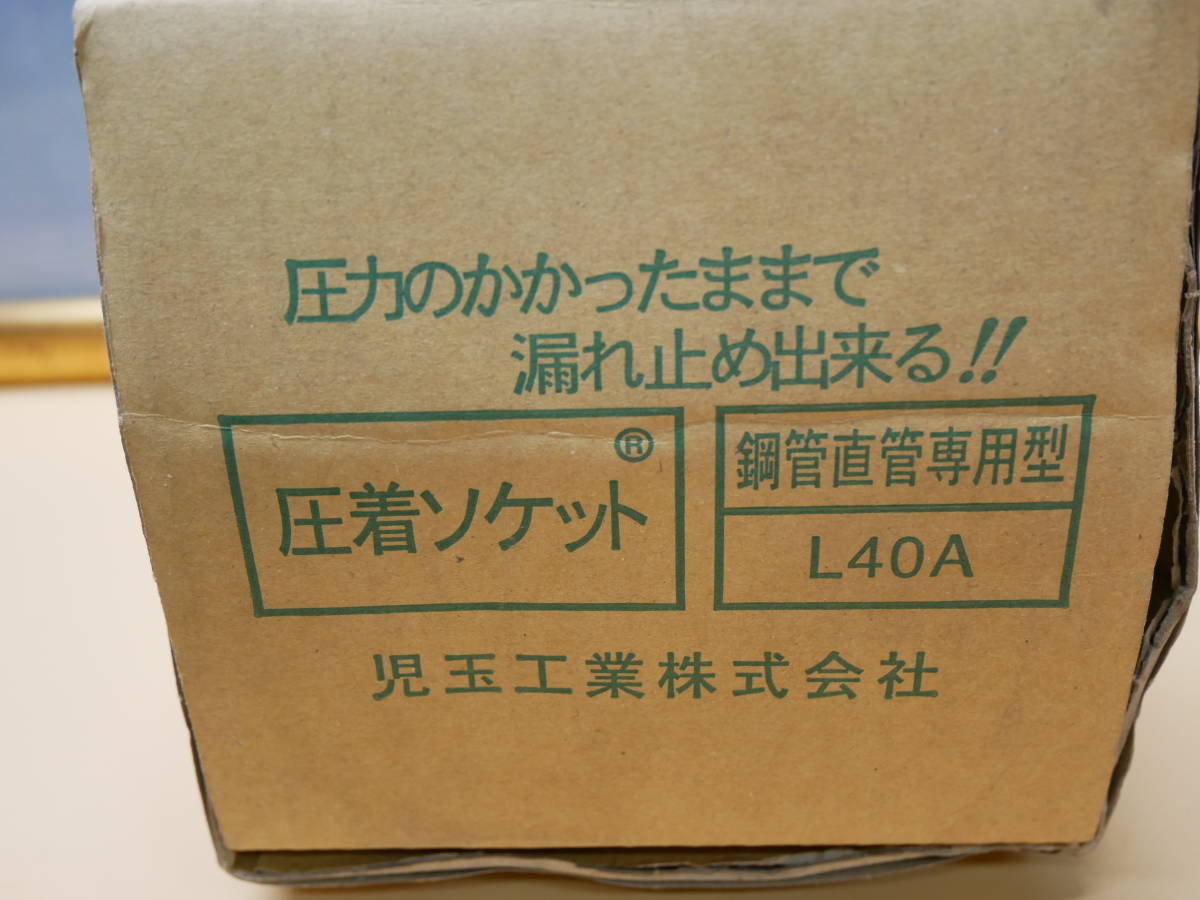 圧力のかかったままで
漏れ止め出来る!!
圧着ソケット®
鋼管直管専用型
L40A
児玉工業株式会社